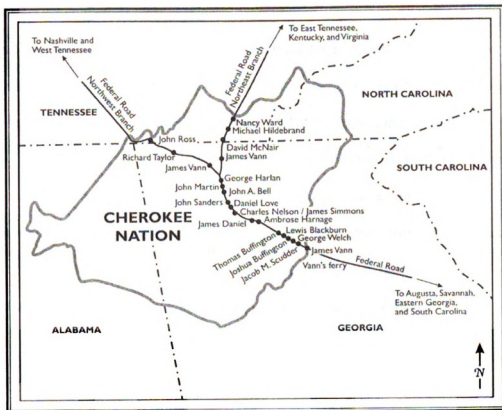 To Nashville and
West Tennessee
To East Tennessee,
Kentucky, and Virginia
Federal Road
Northwest Branch
Federal Road
Northeast Branch
TENNESSEE
NORTH CAROLINA
Nancy Ward
Michael Hildebrand
John Ross
David McNair
Richard Taylor
James Vann
James Vann
SOUTH CAROLINA
George Harlan
John Martin
John A. Bell
John Sanders
Daniel Love
CHEROKEE
NATION
Charles Nelson / James Simmons
James Daniel
Ambrose Harnage
Lewis Blackburn
Thomas Buffington
George Welch
Joshua Buffington
James Vann
Jacob M. Scudder
Vann's ferry
Federal Road
To Augusta, Savannah,
Eastern Georgia,
and South Carolina
ALABAMA
GEORGIA
N